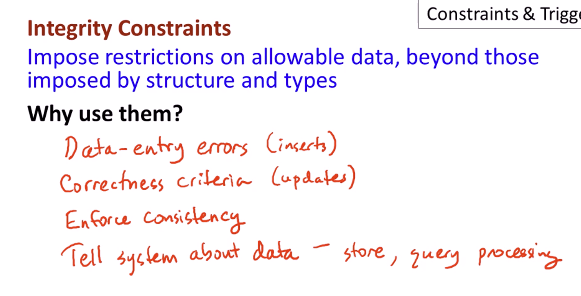 Constraints & Trigge
Integrity Constraints
Impose restrictions on allowable data, beyond those
imposed by structure and types
Why use them?
Data-entry errors (inserts)
Correctness criteria (updates)
Enforce consistency
Tell system about data – store, query processing